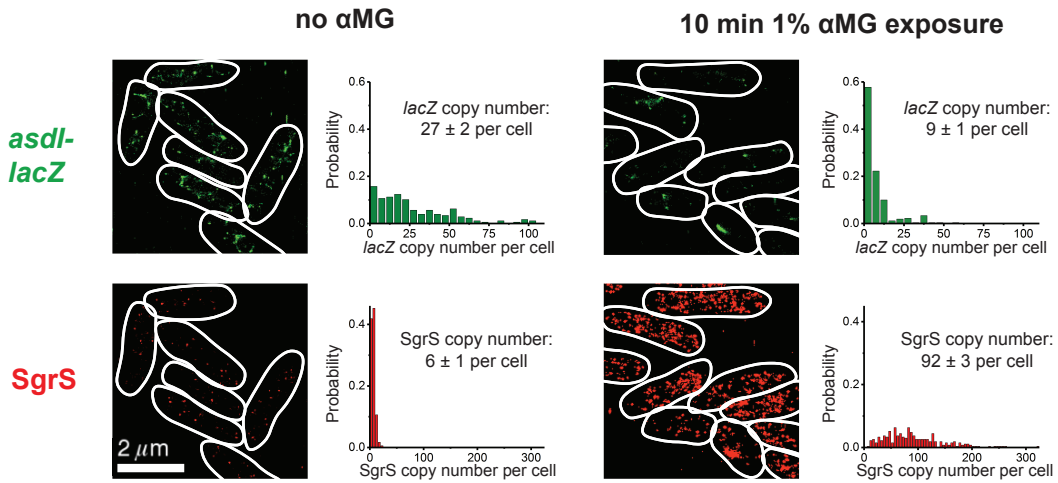 no αMG
10 min 1% αMG exposure
asdI-
lacZ
Probability
0.6
0.4
0.2
0.0
lacZ copy number:
27 ± 2 per cell
0 25 50 75 100
lacZ copy number per cell
Probability
0.6
0.4
0.2
0.0
lacZ copy number:
9 ± 1 per cell
0 25 50 75 100
lacZ copy number per cell
SgrS
2 μm
Probability
0.4
0.2
0.0
SgrS copy number:
6 ± 1 per cell
0 100 200 300
SgrS copy number per cell
Probability
0.4
0.2
0.0
SgrS copy number:
92 ± 3 per cell
0 100 200 300
SgrS copy number per cell